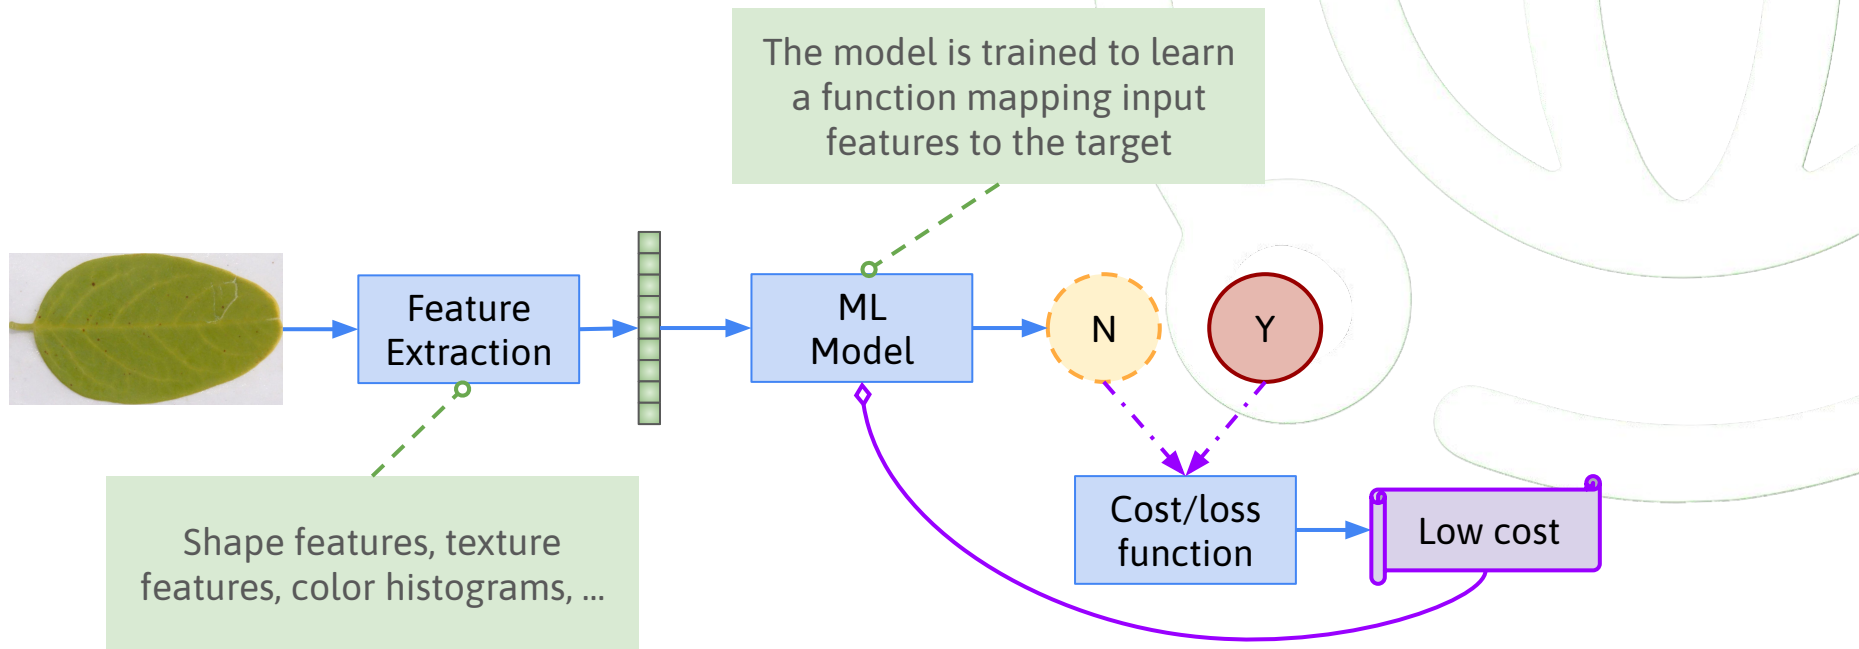 The model is trained to learn
a function mapping input
features to the target
Feature
Extraction
ML
Model
N
Y
Shape features, texture
features, color histograms, ...
Cost/loss
function
Low cost